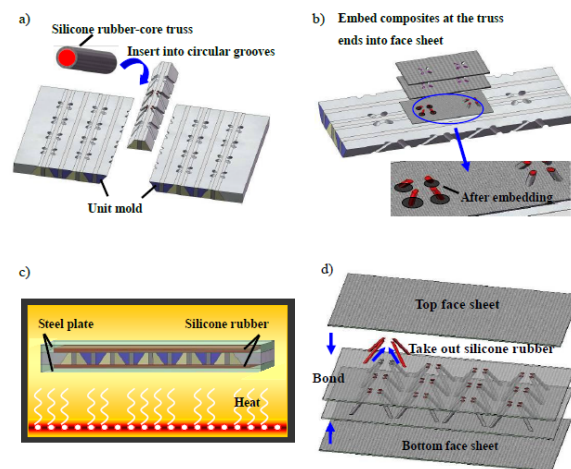 a)
Silicone rubber-core truss
Insert into circular grooves
Unit mold
b)
Embed composites at the truss
ends into face sheet
After embedding
c)
Steel plate
Silicone rubber
Heat
d)
Top face sheet
Take out silicone rubber
Bond
Bottom face sheet